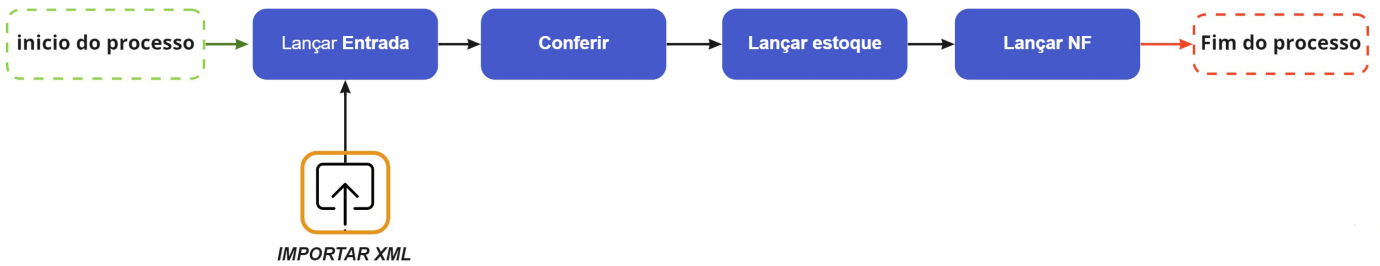 inicio do processo
Lançar Entrada
Conferir
Lançar estoque
Lançar NF
Fim do processo
IMPORTAR XML